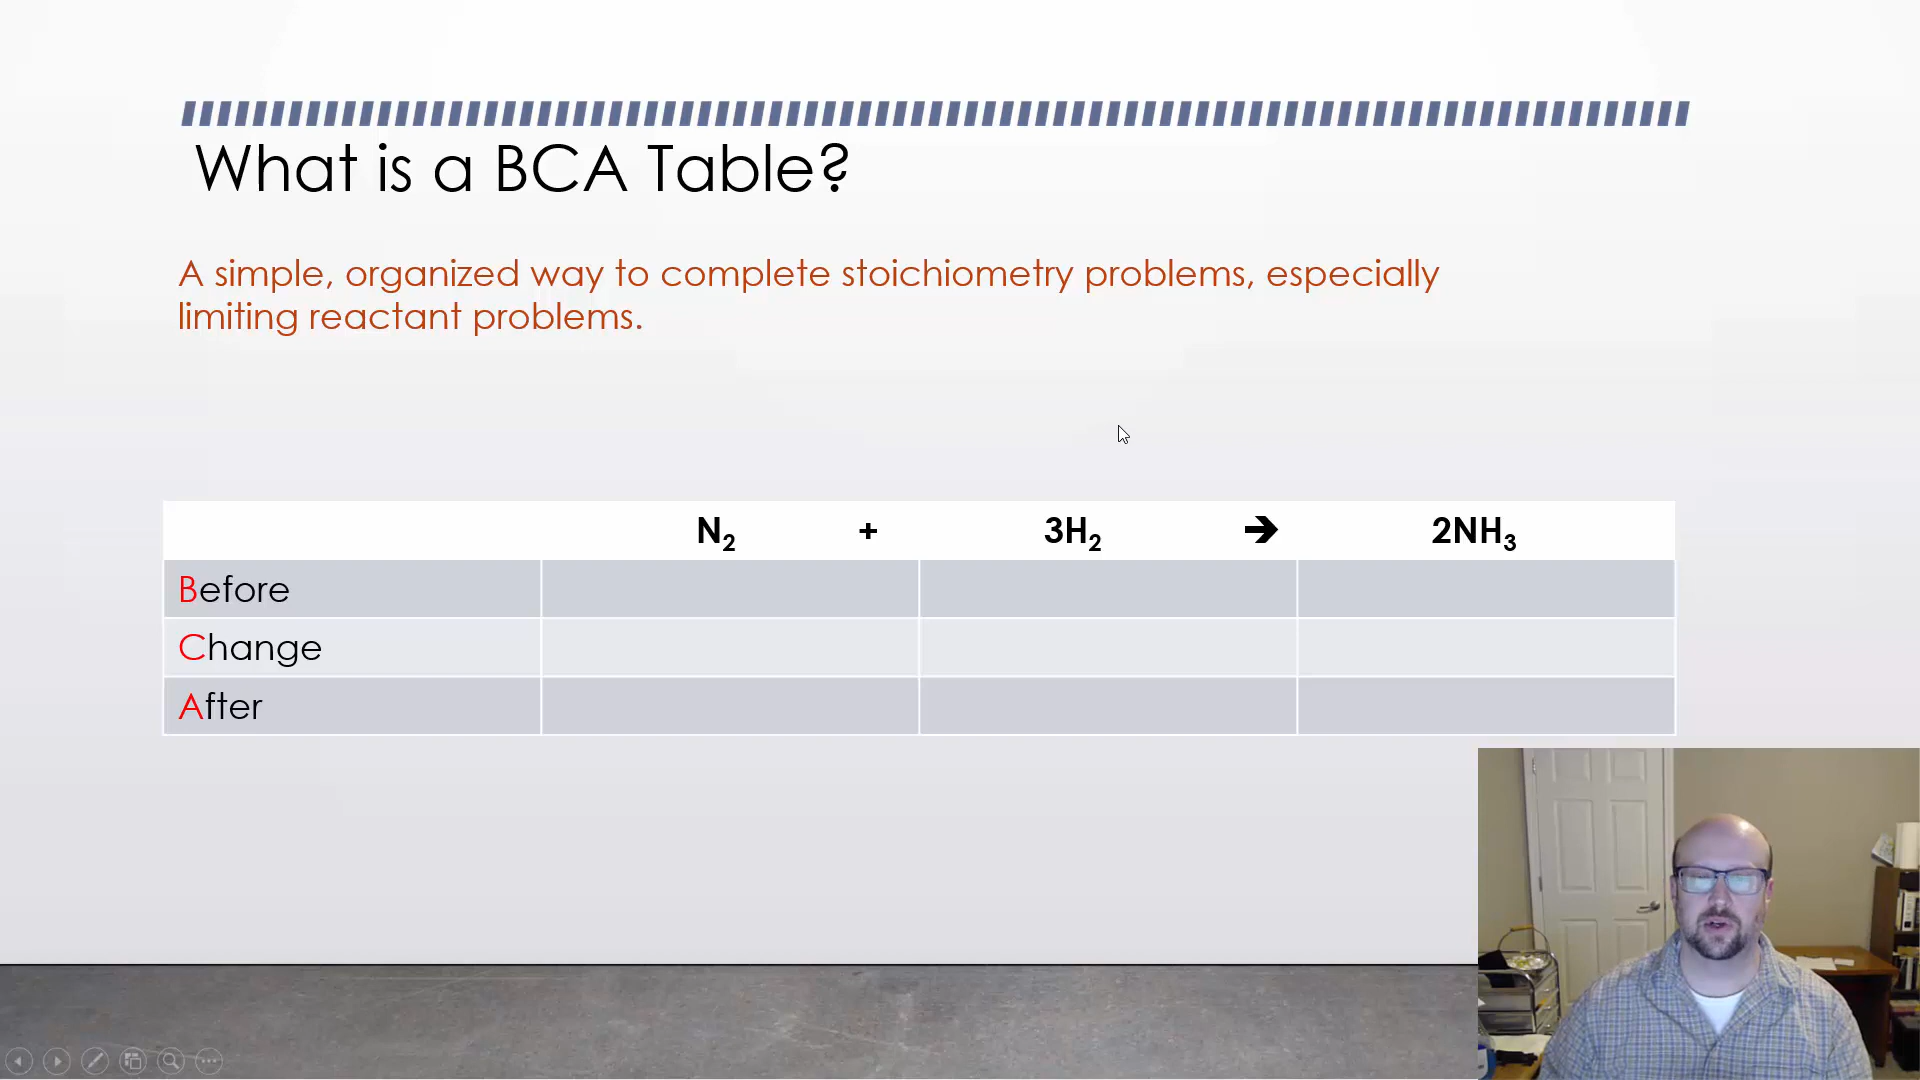 What is a BCA Table?
A simple, organized way to complete stoichiometry problems, especially
limiting reactant problems.
N₂ + 3H₂ → 2NH₃
Before
Change
After